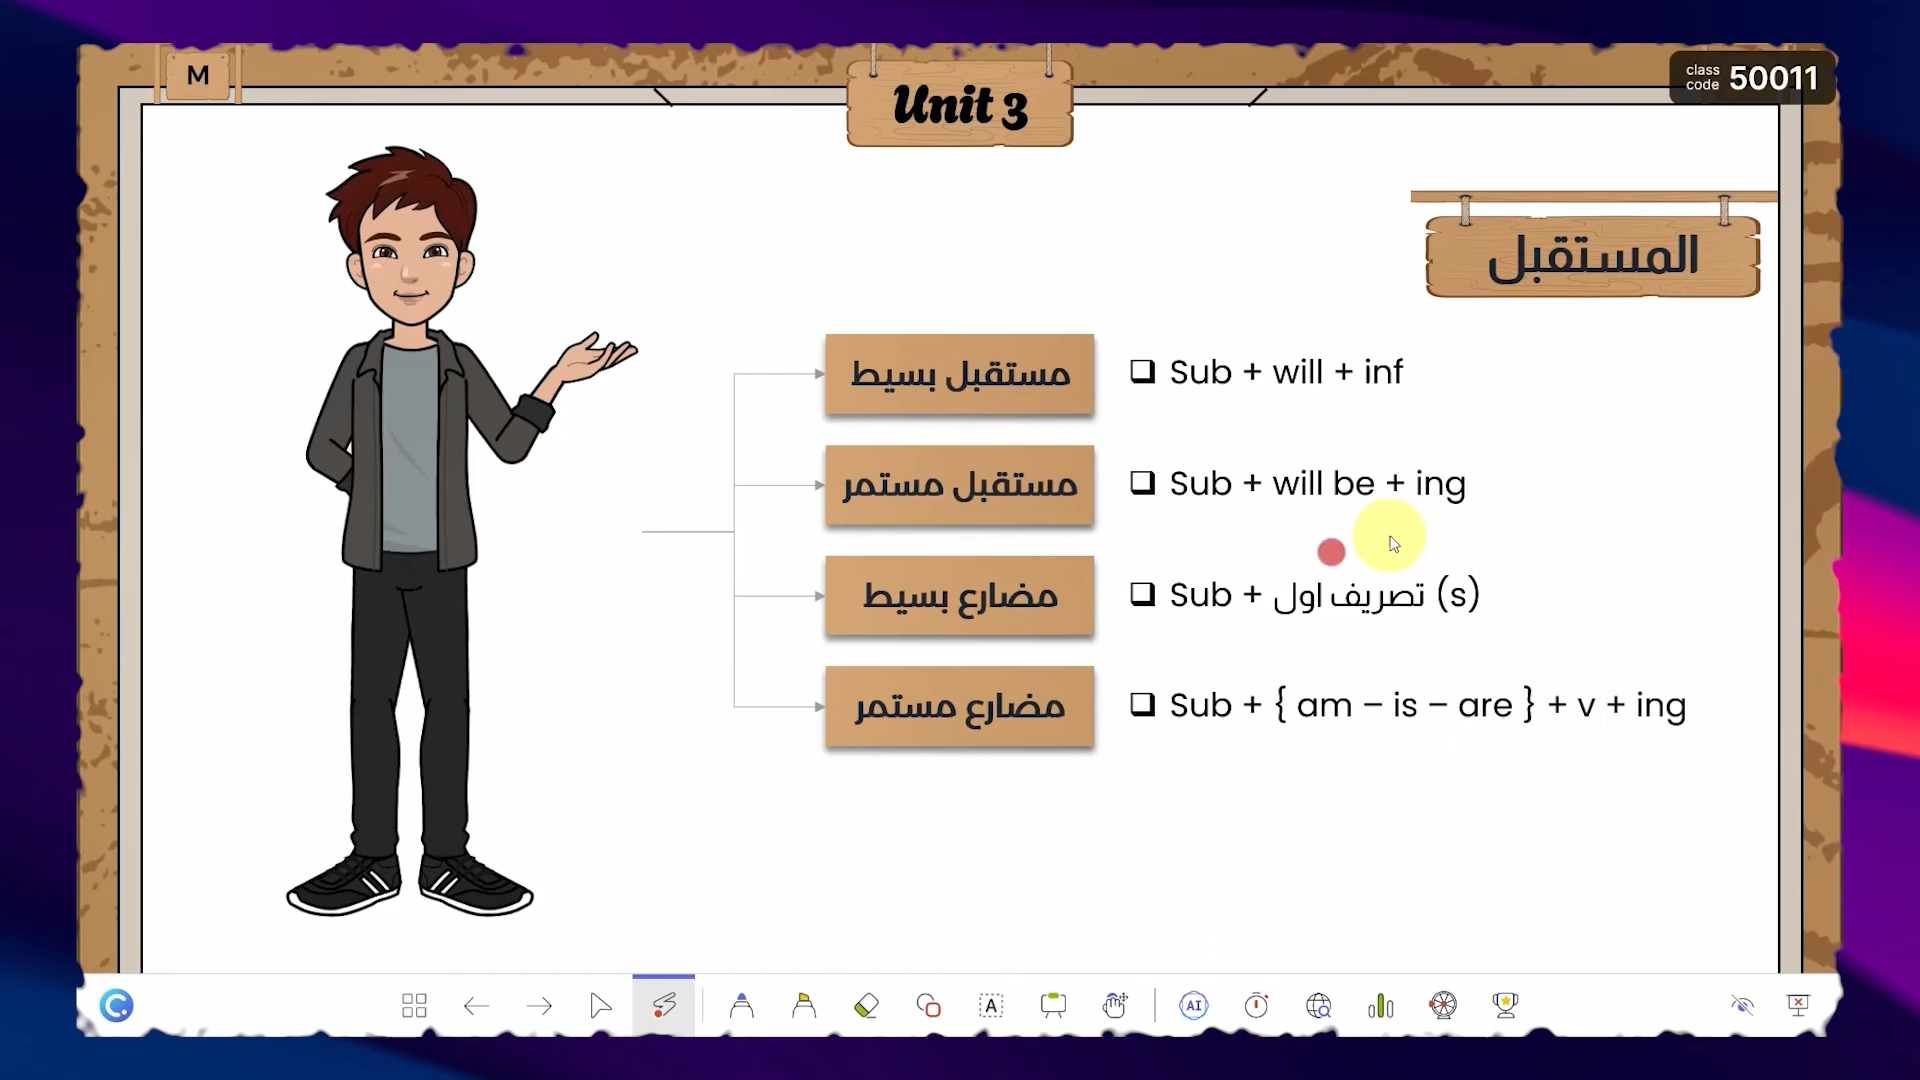 M
Unit 3
class code 50011
المستقبل
مستقبل بسيط
❑ Sub + will + inf
مستقبل مستمر
❑ Sub + will be + ing
مضارع بسيط
❑ Sub + تصريف اول (s)
مضارع مستمر
❑ Sub + { am – is – are } + v + ing
A
AI